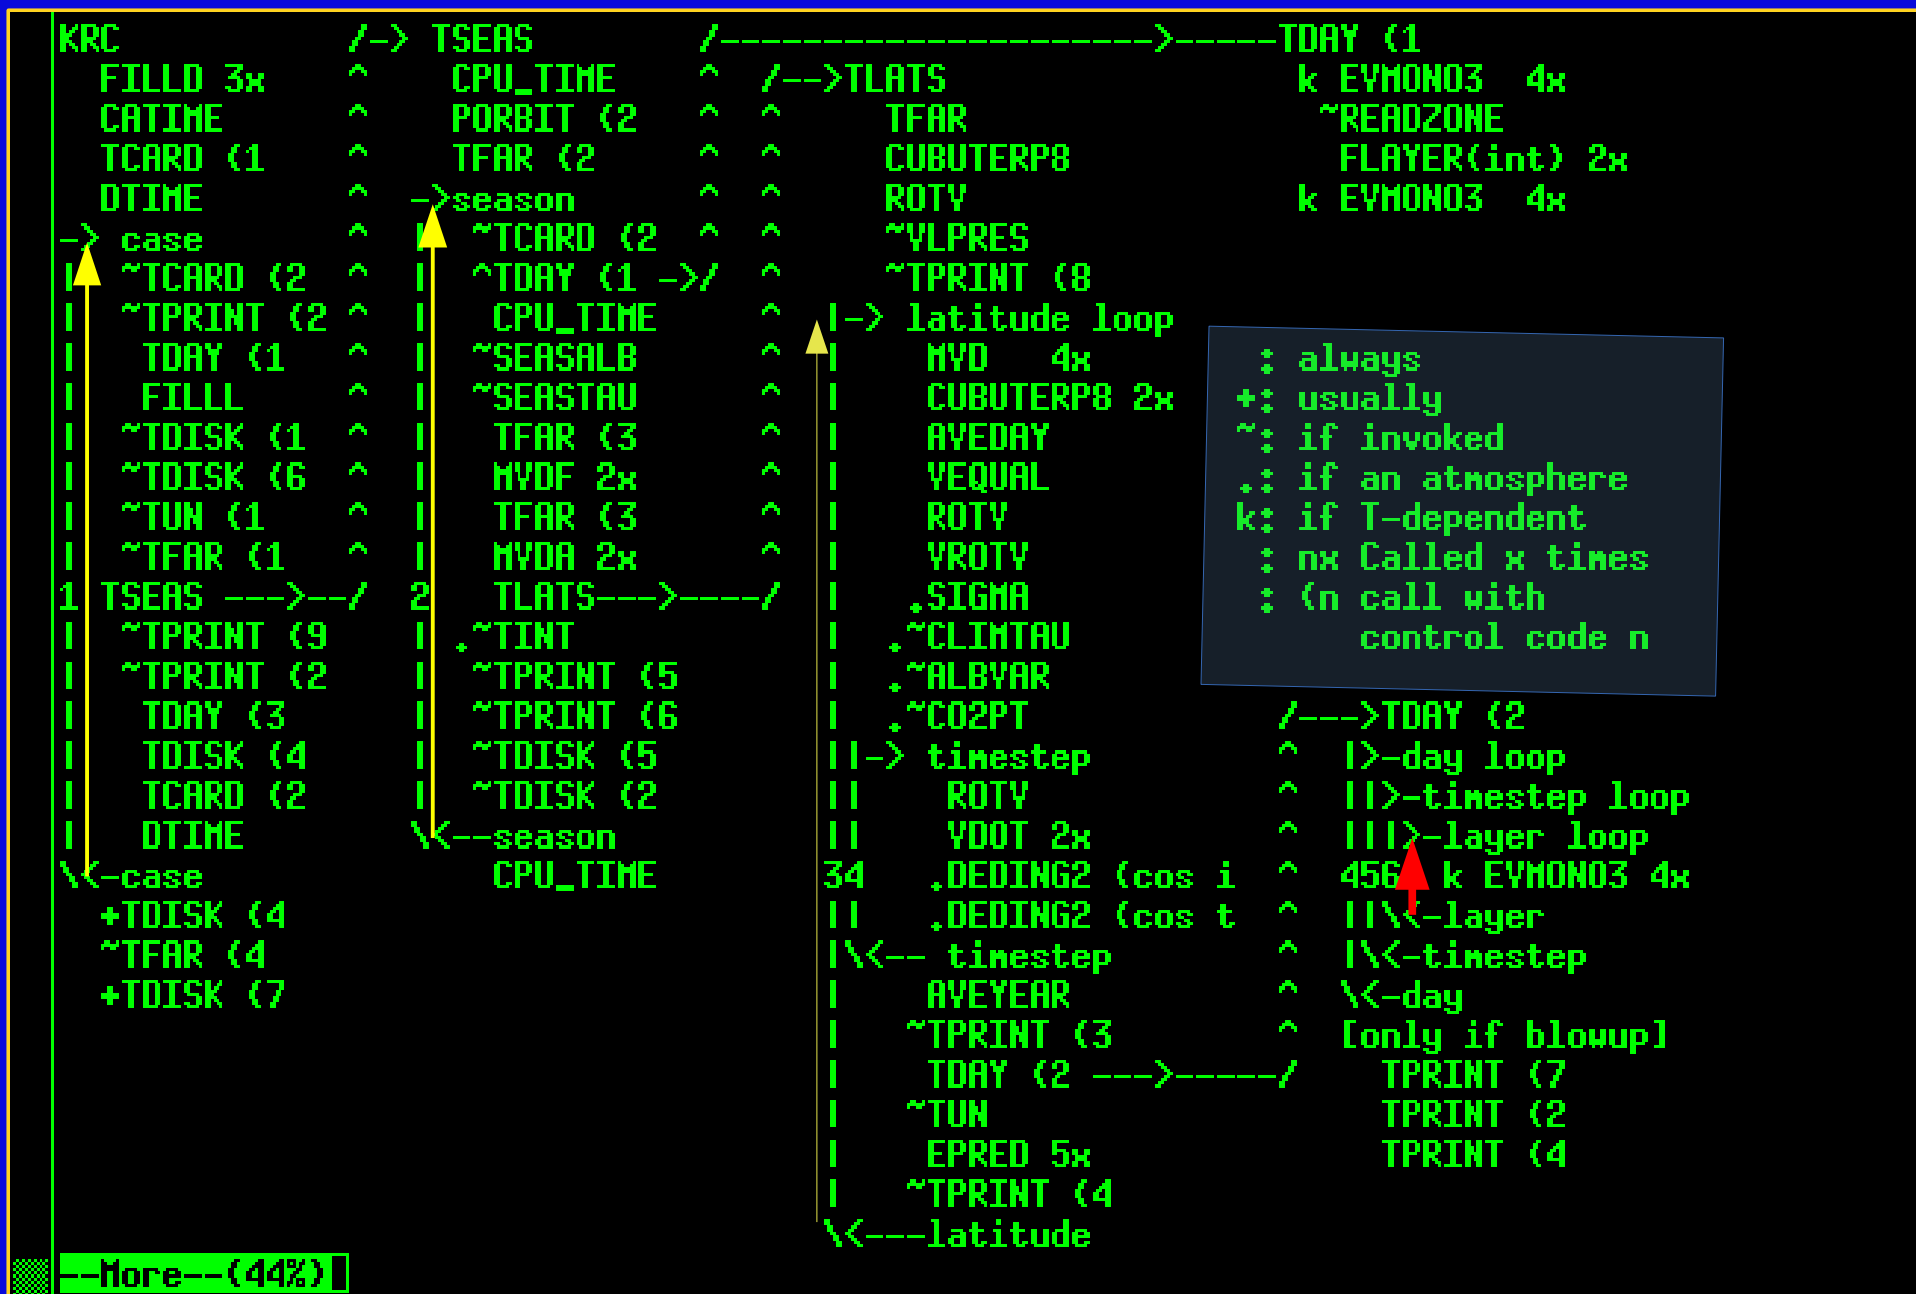 KRC           /-> TSEAS        /--------------------->-----TDAY (1
  FILLD 3x    ^    CPU_TIME    ^  /-->TLATS                 k EVMONO3  4x
  CATIME      ^    PORBIT (2   ^  ^     TFAR                 ~READZONE
  TCARD (1    ^    TFAR (2     ^  ^     CUBUTERP8             FLAYER(int) 2x
  DTIME       ^  ->season      ^  ^     ROTV                k EVMONO3  4x
-> case       ^  |  ~TCARD (2  ^  ^     ~VLPRES
|  ~TCARD (2  ^  |  ^TDAY (1 ->/  ^     ~TPRINT (8
|  ~TPRINT (2 ^  |   CPU_TIME     ^  |-> latitude loop
|   TDAY (1   ^  |  ~SEASALB      ^  |    MVD   4x         : always
|   FILLL     ^  |  ~SEASTAU      ^  |    CUBUTERP8 2x   +: usually
|  ~TDISK (1  ^  |   TFAR (3      ^  |    AVEDAY         ~: if invoked
|  ~TDISK (6  ^  |   MVDF 2x      ^  |    VEQUAL         .: if an atmosphere
|  ~TUN (1    ^  |   TFAR (3      ^  |    ROTV           k: if T-dependent
|  ~TFAR (1   ^  |   MVDA 2x      ^  |    VROTV           : nx Called x times
1 TSEAS --->--/  2   TLATS--->----/  |   .SIGMA           : (n call with
|  ~TPRINT (9    | .~TINT            |  .~CLIMTAU              control code n
|  ~TPRINT (2    |  ~TPRINT (5       |  .~ALBVAR
|   TDAY (3      |  ~TPRINT (6       |  .~CO2PT            /--->TDAY (2
|   TDISK (4     |  ~TDISK (5        ||-> timestep         ^  |>-day loop
|   TCARD (2     |  ~TDISK (2        ||    ROTV            ^  ||>-timestep loop
|   DTIME        \<--season          ||    VDOT 2x         ^  |||>-layer loop
\<-case              CPU_TIME        34   .DEDING2 (cos i  ^  456  k EVMONO3 4x
  +TDISK (4                          ||   .DEDING2 (cos t  ^  ||\<-layer
  ~TFAR (4                           |\<-- timestep        ^  |\<-timestep
  +TDISK (7                          |    AVEYEAR          ^  \<-day
                                     |   ~TPRINT (3        ^  [only if blowup]
                                     |    TDAY (2 --->-----/    TPRINT (7
                                     |   ~TUN                   TPRINT (2
                                     |    EPRED 5x              TPRINT (4
                                     |   ~TPRINT (4
                                     \<---latitude
--More--(44%)